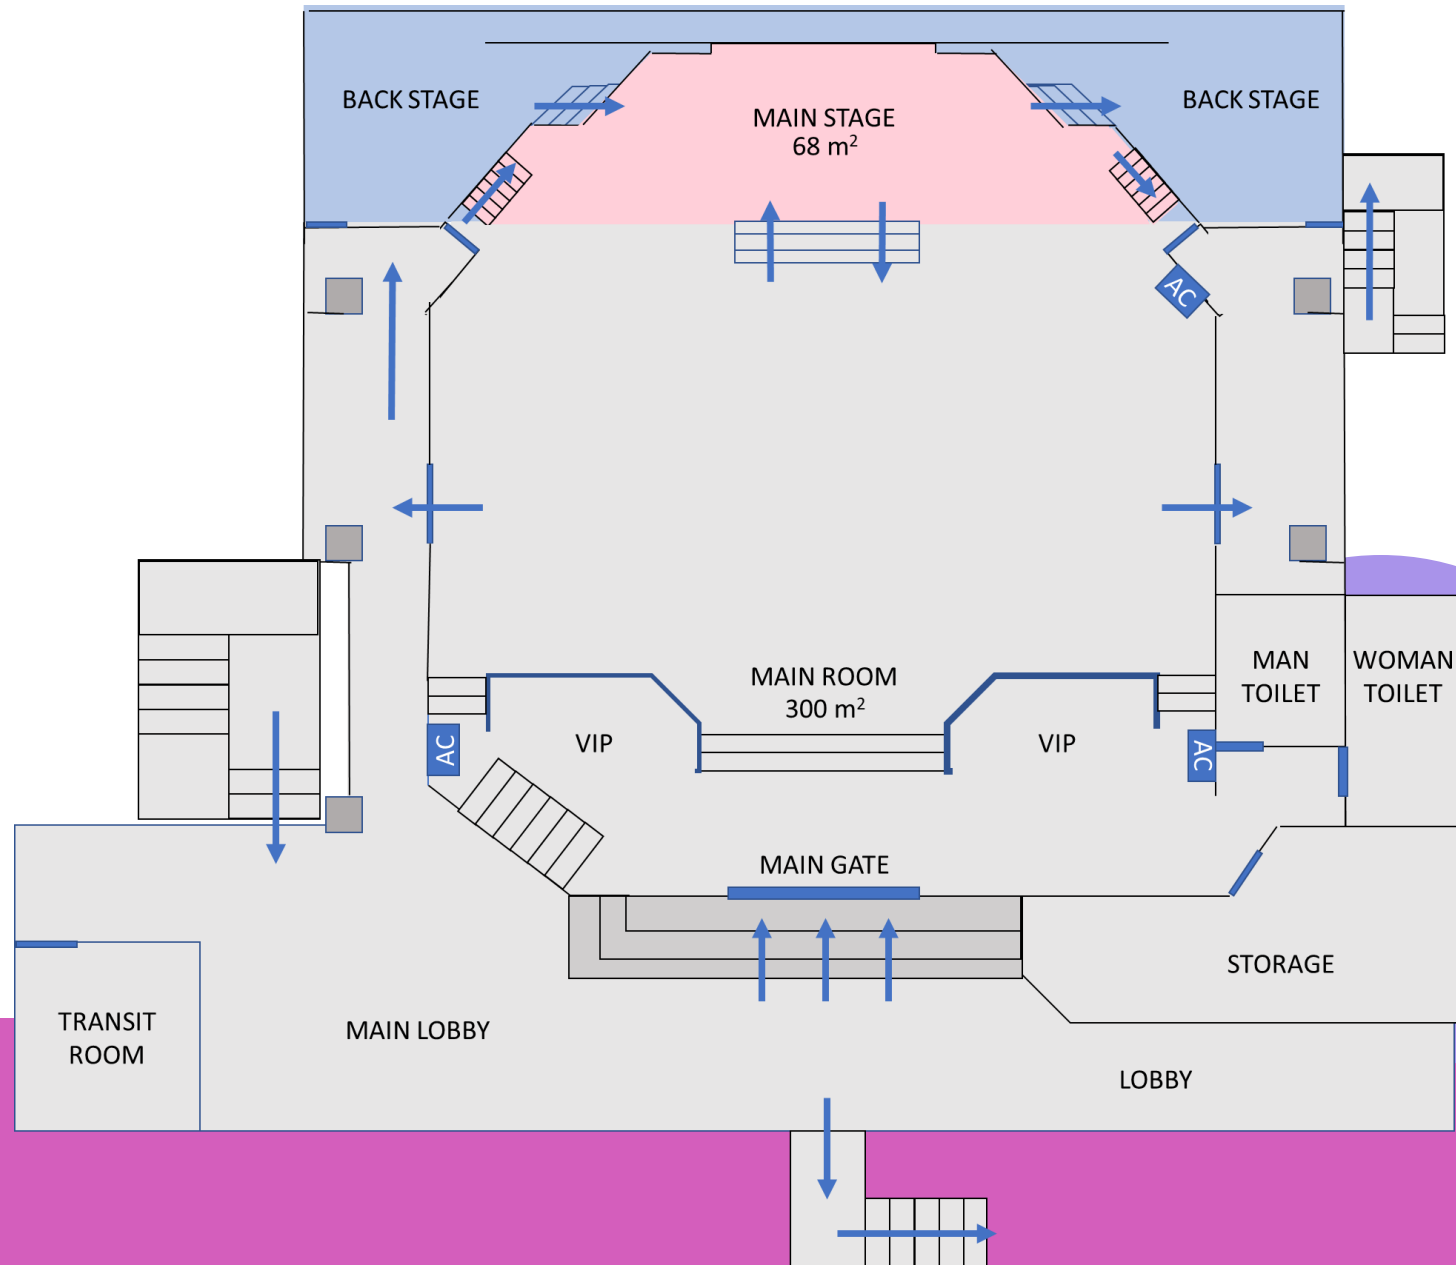 BACK STAGE
MAIN STAGE
68 m²
BACK STAGE
AC
MAIN ROOM
300 m²
MAN
TOILET
WOMAN
TOILET
VIP
VIP
AC
AC
MAIN GATE
STORAGE
TRANSIT
ROOM
MAIN LOBBY
LOBBY